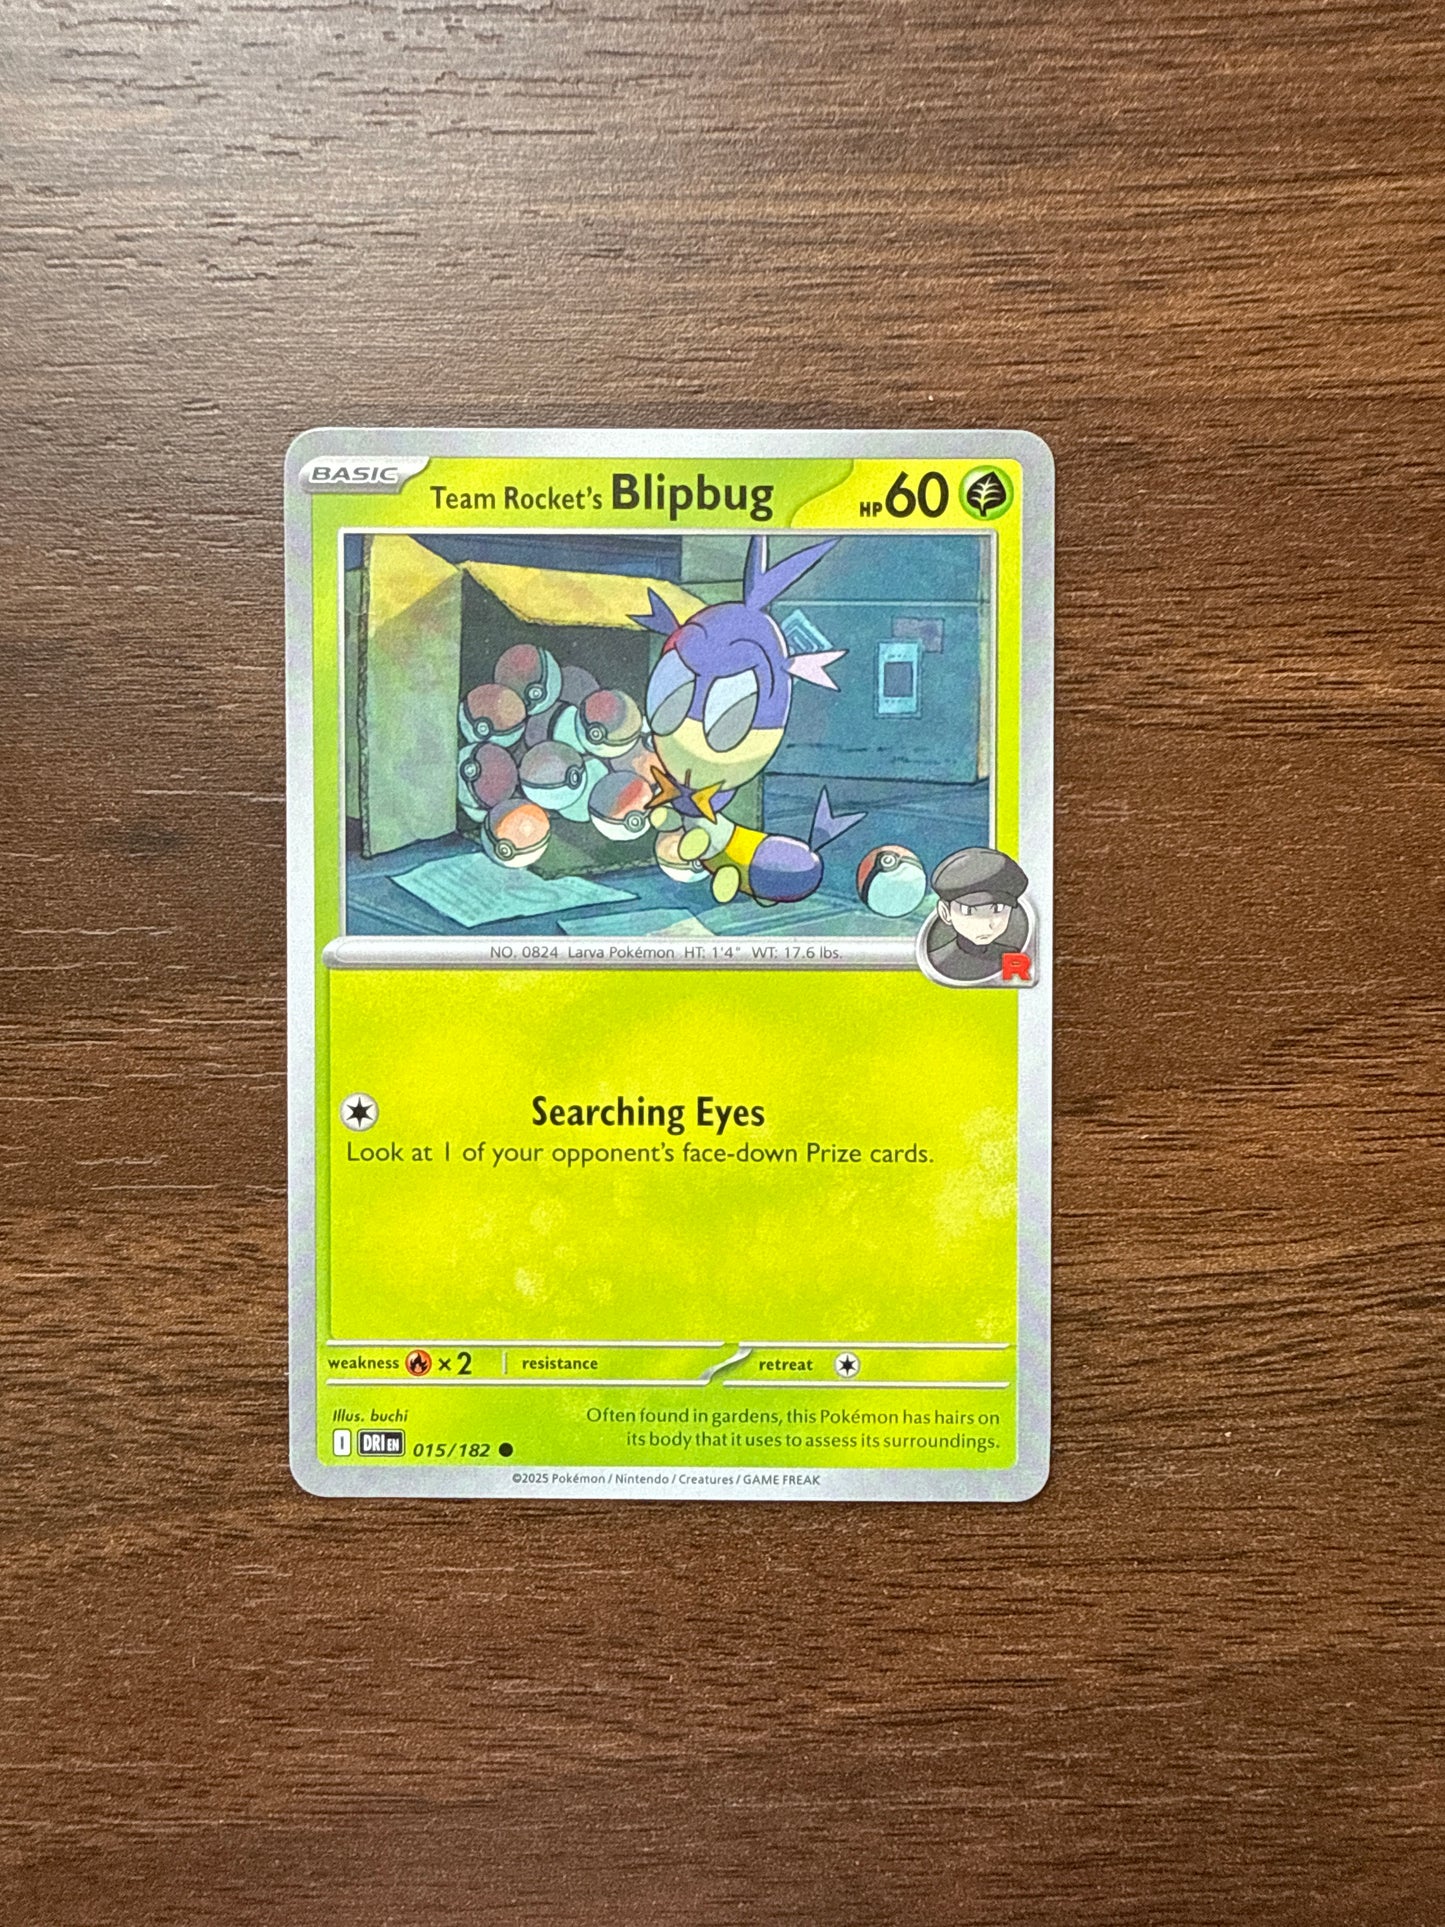 BASIC
Team Rocket's Blipbug HP 60
NO. 0824 Larva Pokémon HT: 1'4" WT: 17.6 lbs.
R
Searching Eyes
Look at 1 of your opponent's face-down Prize cards.
weakness ×2 resistance retreat
Illus. buchi
I DRI EN 015/182
Often found in gardens, this Pokémon has hairs on
its body that it uses to assess its surroundings.
©2025 Pokémon / Nintendo / Creatures / GAME FREAK